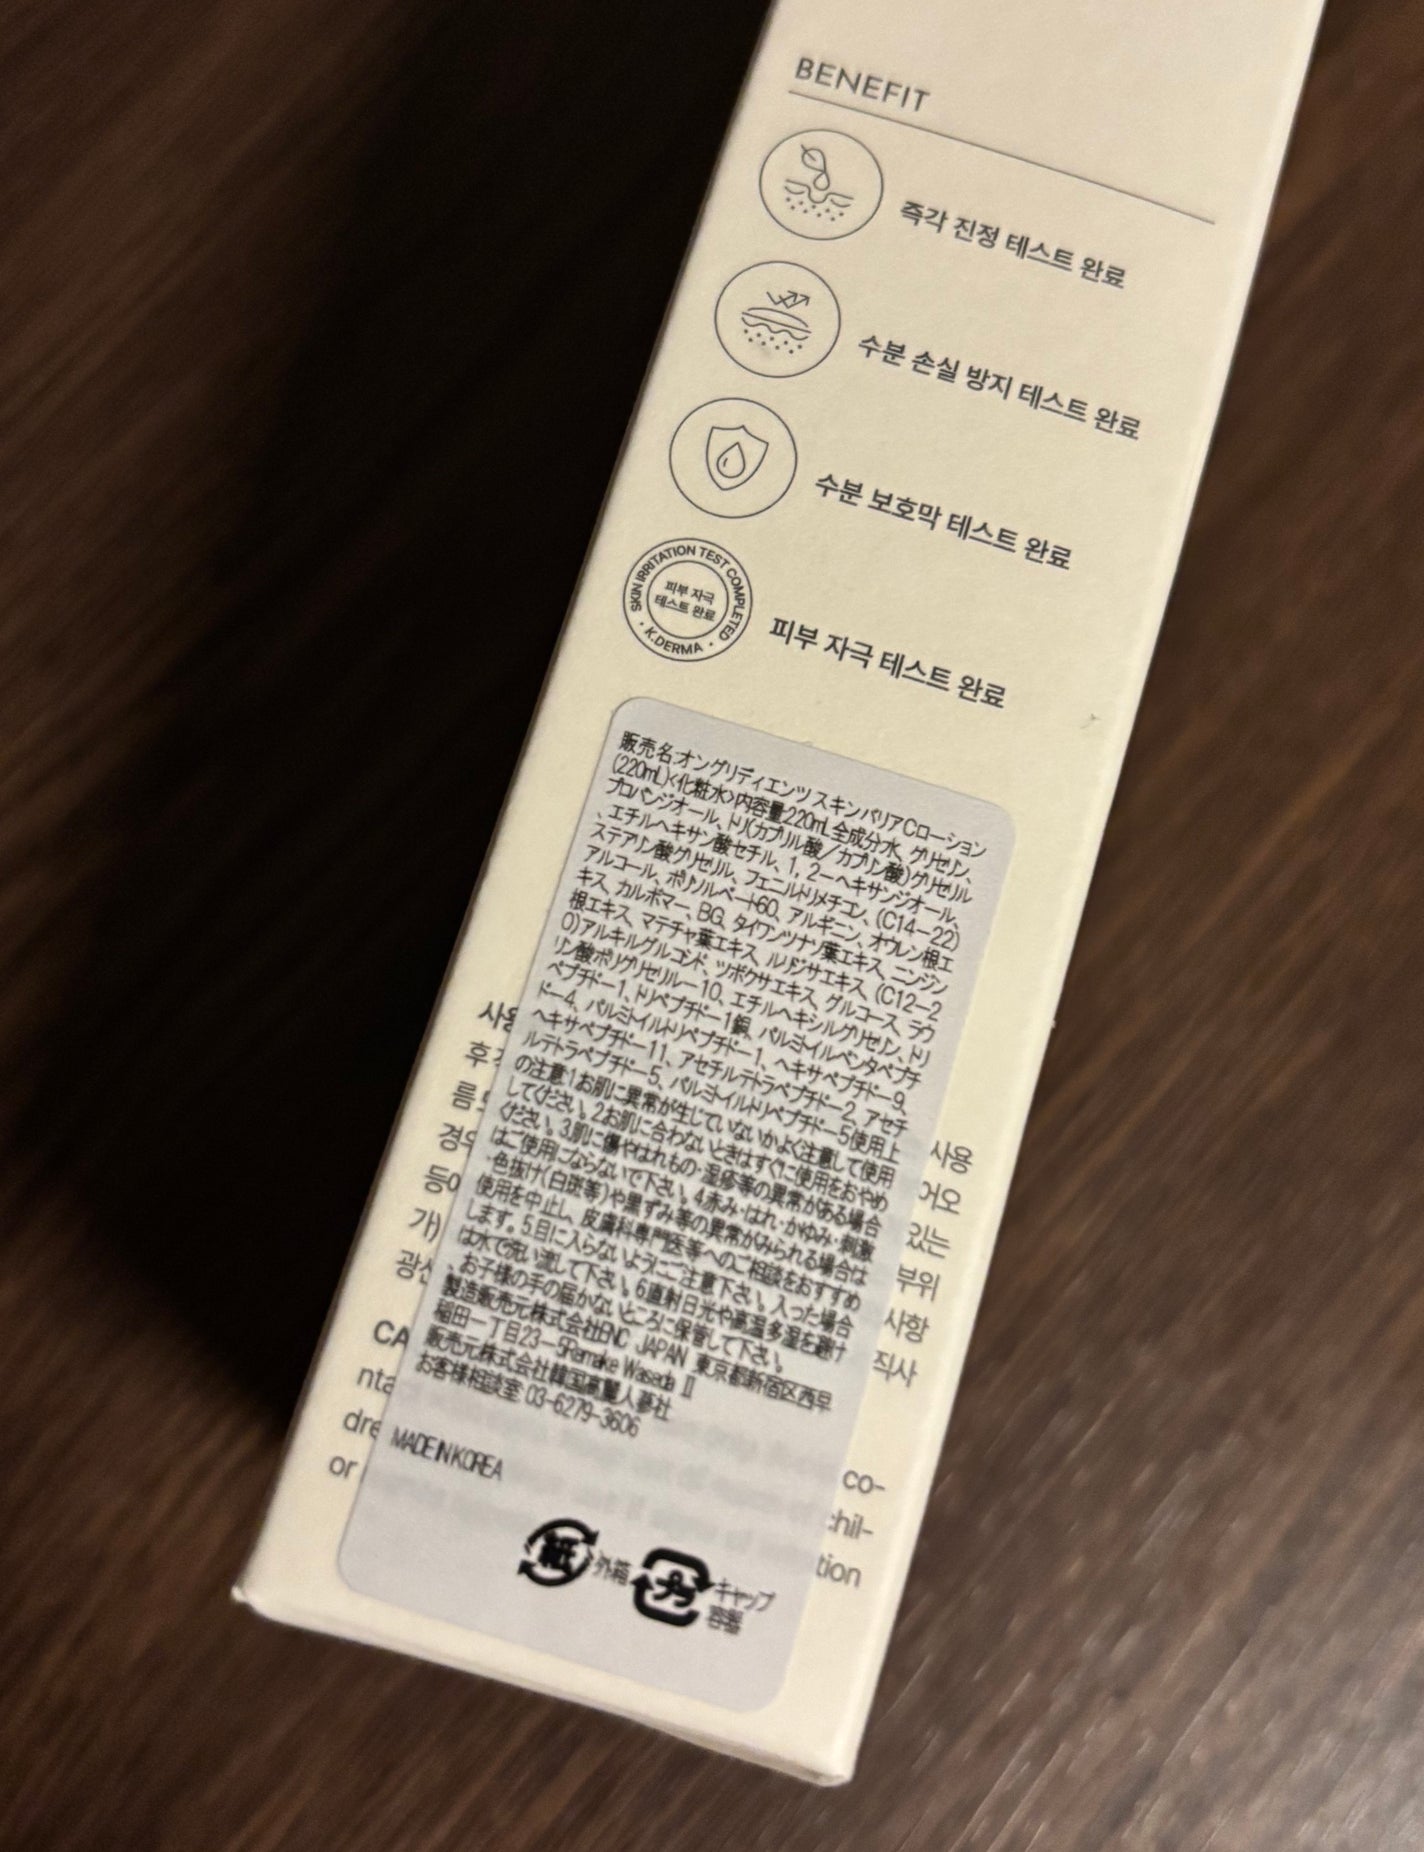 BENEFIT
즉각 진정 테스트 완료
수분 손실 방지 테스트 완료
수분 보호막 테스트 완료
SKIN IRRITATION TEST COMPLETED
피부 자극
테스트 완료
· K.DERMA ·
피부 자극 테스트 완료
販売名:オングリディエンツ スキンバリアCローション
(220mL)<化粧水>内容量:220mL 全成分:水、グリセリン、
プロパンジオール、トリ(カプリル酸／カプリン酸)グリセリル
、エチルヘキサン酸セチル、1，2－ヘキサンジオール、
ステアリン酸グリセリル、フェニルトリメチコン、(C14－22)
アルコール、ポリソルベート60、アルギニン、オウレン根エ
キス、カルボマー、BG、タイワンツナソ葉エキス、ニンジン
根エキス、マテチャ葉エキス、ルリジサエキス、(C12－2
0)アルキルグルコシド、ツボクサエキス、グルコース、ラウ
リン酸ポリグリセリル－10、エチルヘキシルグリセリン、トリ
ペプチド－1、トリペプチド－1銅、パルミトイルペンタペプチ
ド－4、パルミトイルトリペプチド－1、ヘキサペプチド－9、
ヘキサペプチド－11、アセチルテトラペプチド－2、アセチ
ルテトラペプチド－5、パルミトイルトリペプチド－5使用上
の注意:1お肌に異常が生じていないかよく注意して使用
してください。2お肌に合わないときはすぐに使用をおやめ
ください。3.肌に傷やはれもの・湿疹等の異常がある場合
はご使用にならないで下さい。4赤み・はれ・かゆみ・刺激
・色抜け(白斑等)や黒ずみ等の異常がみられる場合は
使用を中止し、皮膚科専門医等へのご相談をおすすめ
します。5.目に入らないようにご注意下さい。入った場合
は水で洗い流して下さい。6直射日光や高温多湿を避け
、お子様の手の届かないところに保管して下さい。
製造販売元:株式会社ENC JAPAN 東京都新宿区西早
稲田一丁目23－5Remake Waseda Ⅱ
販売元:株式会社韓国高麗人蔘社
お客様相談室:03-6279-3606
MADE IN KOREA
紙 外箱 プラ キャップ
容器
사용
어오
있는
부위
사항
직사
가)
CA
co-
nta
chil-
dre
tion
or